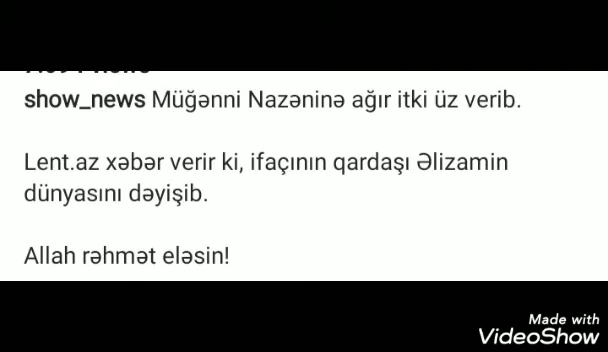 show_news Müğənni Nazəninə ağır itki üz verib.
Lent.az xəbər verir ki, ifaçının qardaşı Əlizamin
dünyasını dəyişib.
Allah rəhmət eləsin!
Made with
VideoShow